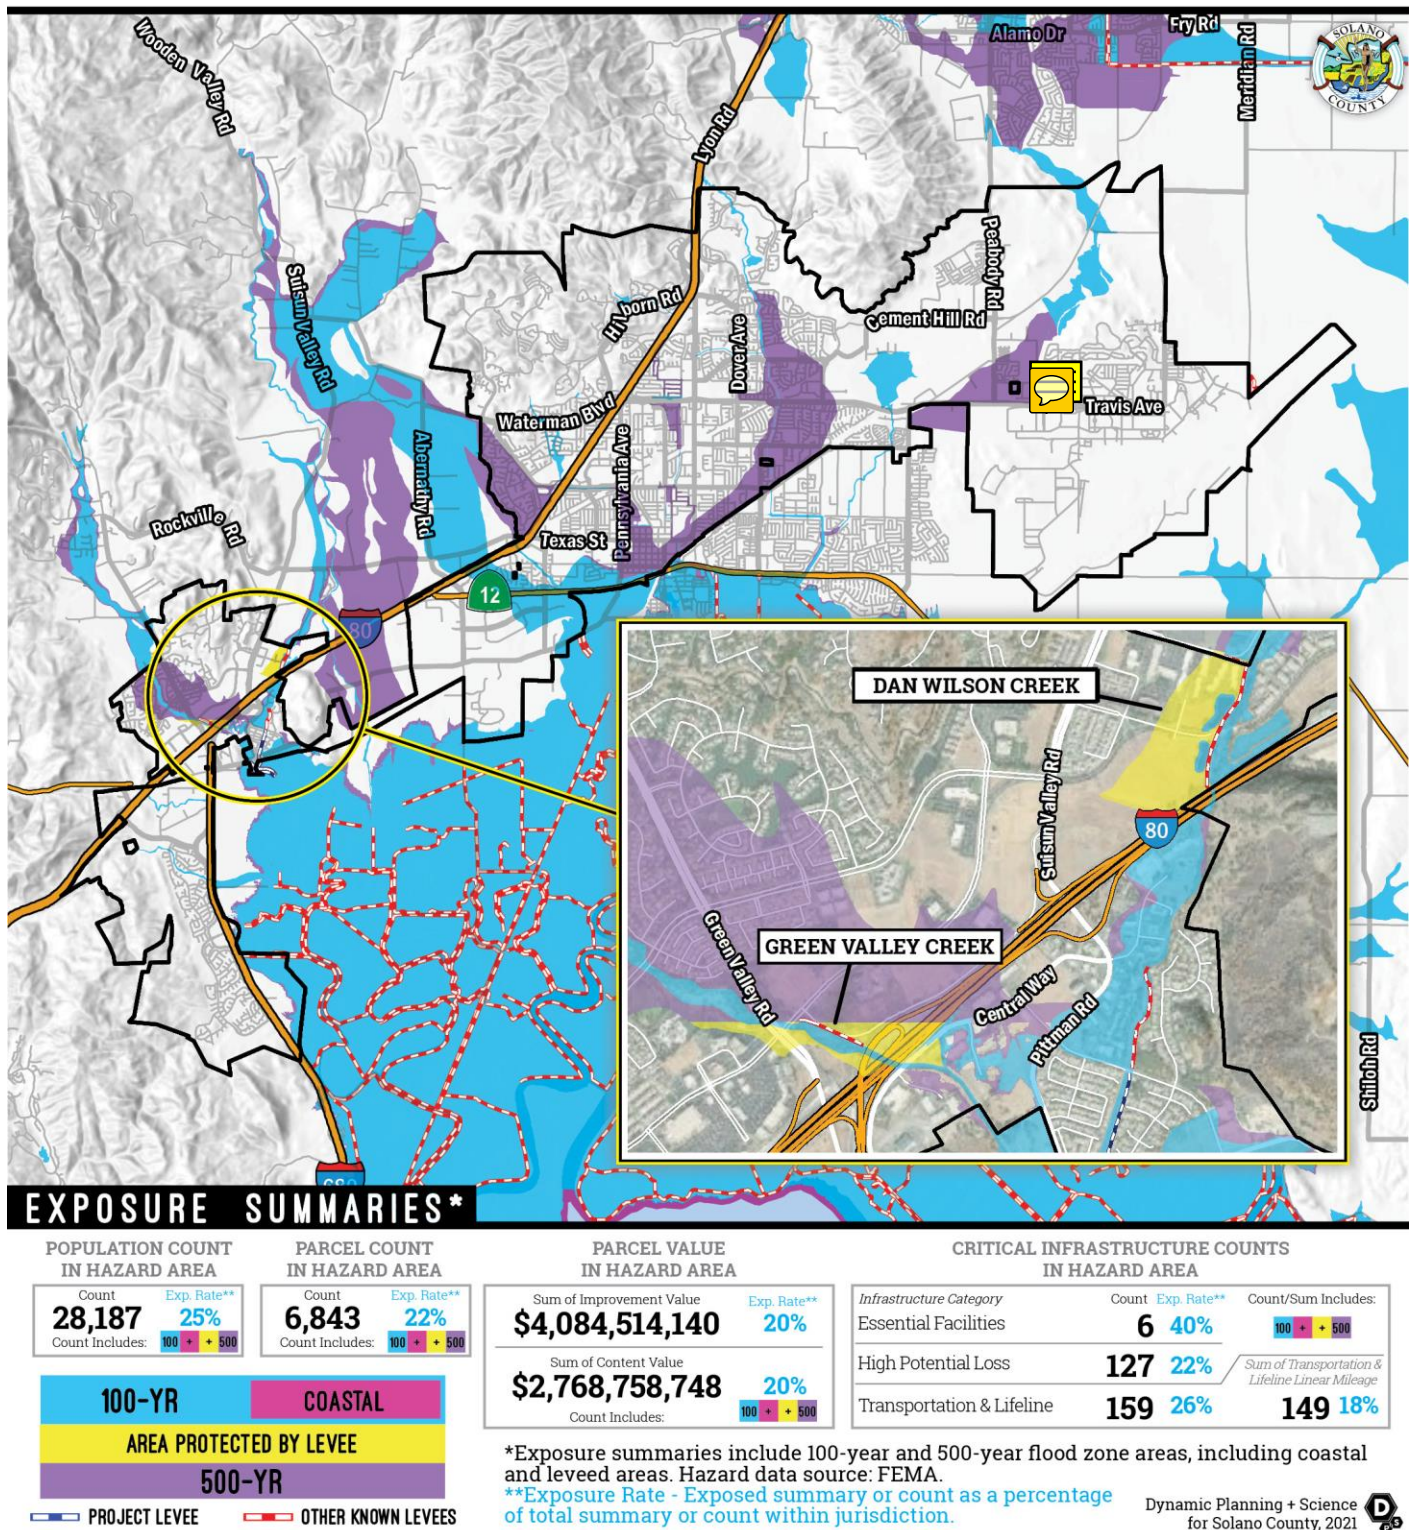 Wooden Valley Rd
Lyon Rd
Alamo Dr
Fry Rd
Meridian Rd
SOLANO
COUNTY
Suisun Valley Rd
Hilborn Rd
Dover Ave
Peabody Rd
Cement Hill Rd
Waterman Blvd
Travis Ave
Abernathy Rd
Pennsylvania Ave
Rockville Rd
Texas St
12
80
DAN WILSON CREEK
Suisun Valley Rd
80
GREEN VALLEY CREEK
Green Valley Rd
Central Way
Pittman Rd
Shiloh Rd
680
EXPOSURE SUMMARIES*
POPULATION COUNT
IN HAZARD AREA
Count Exp. Rate**
28,187 25%
Count Includes: 100 + + 500
PARCEL COUNT
IN HAZARD AREA
Count Exp. Rate**
6,843 22%
Count Includes: 100 + + 500
PARCEL VALUE
IN HAZARD AREA
Sum of Improvement Value Exp. Rate**
$4,084,514,140 20%
Sum of Content Value
$2,768,758,748 20%
Count Includes: 100 + + 500
CRITICAL INFRASTRUCTURE COUNTS
IN HAZARD AREA
Infrastructure Category Count Exp. Rate** Count/Sum Includes:
Essential Facilities 6 40% 100 + + 500
High Potential Loss 127 22% Sum of Transportation &
Lifeline Linear Mileage
Transportation & Lifeline 159 26% 149 18%
100-YR COASTAL
AREA PROTECTED BY LEVEE
500-YR
PROJECT LEVEE OTHER KNOWN LEVEES
*Exposure summaries include 100-year and 500-year flood zone areas, including coastal
and leveed areas. Hazard data source: FEMA.
**Exposure Rate - Exposed summary or count as a percentage
of total summary or count within jurisdiction.
Dynamic Planning + Science
for Solano County, 2021
D
P S